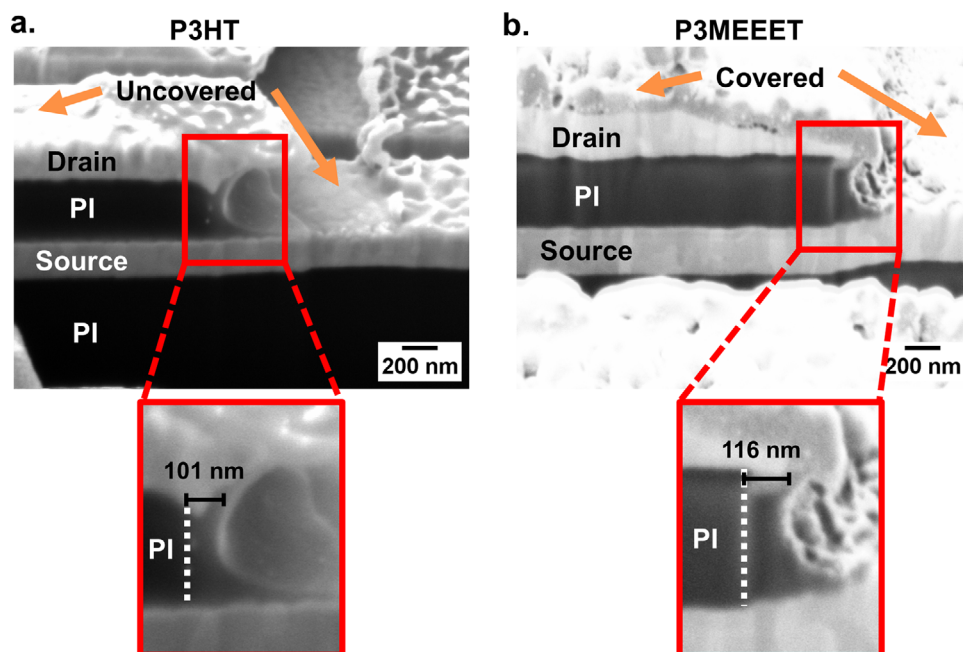 a.
P3HT
Uncovered
Drain
PI
Source
PI
200 nm
101 nm
PI
b.
P3MEEET
Covered
Drain
PI
Source
200 nm
116 nm
PI